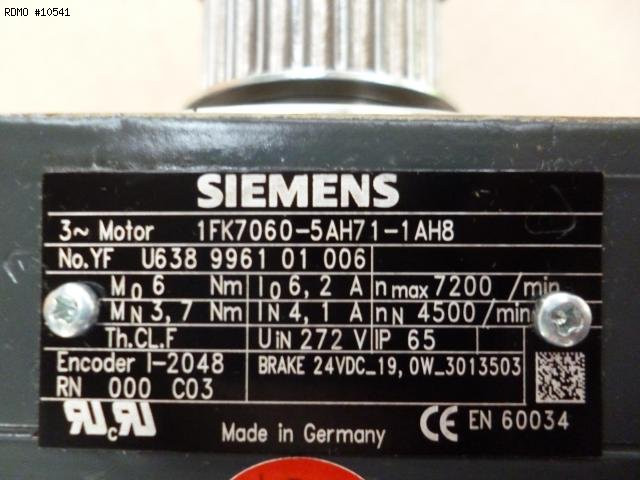 RDMO #10541
SIEMENS
3~ Motor 1FK7060-5AH71-1AH8
No.YF U638 9961 01 006
M0 6 Nm I0 6,2 A nmax 7200 /min
MN 3,7 Nm IN 4,1 A nN 4500 /min
Th.CL.F UIN 272 V IP 65
Encoder I-2048 BRAKE 24VDC_19,0W_3013503
RN 000 C03
Made in Germany CE EN 60034